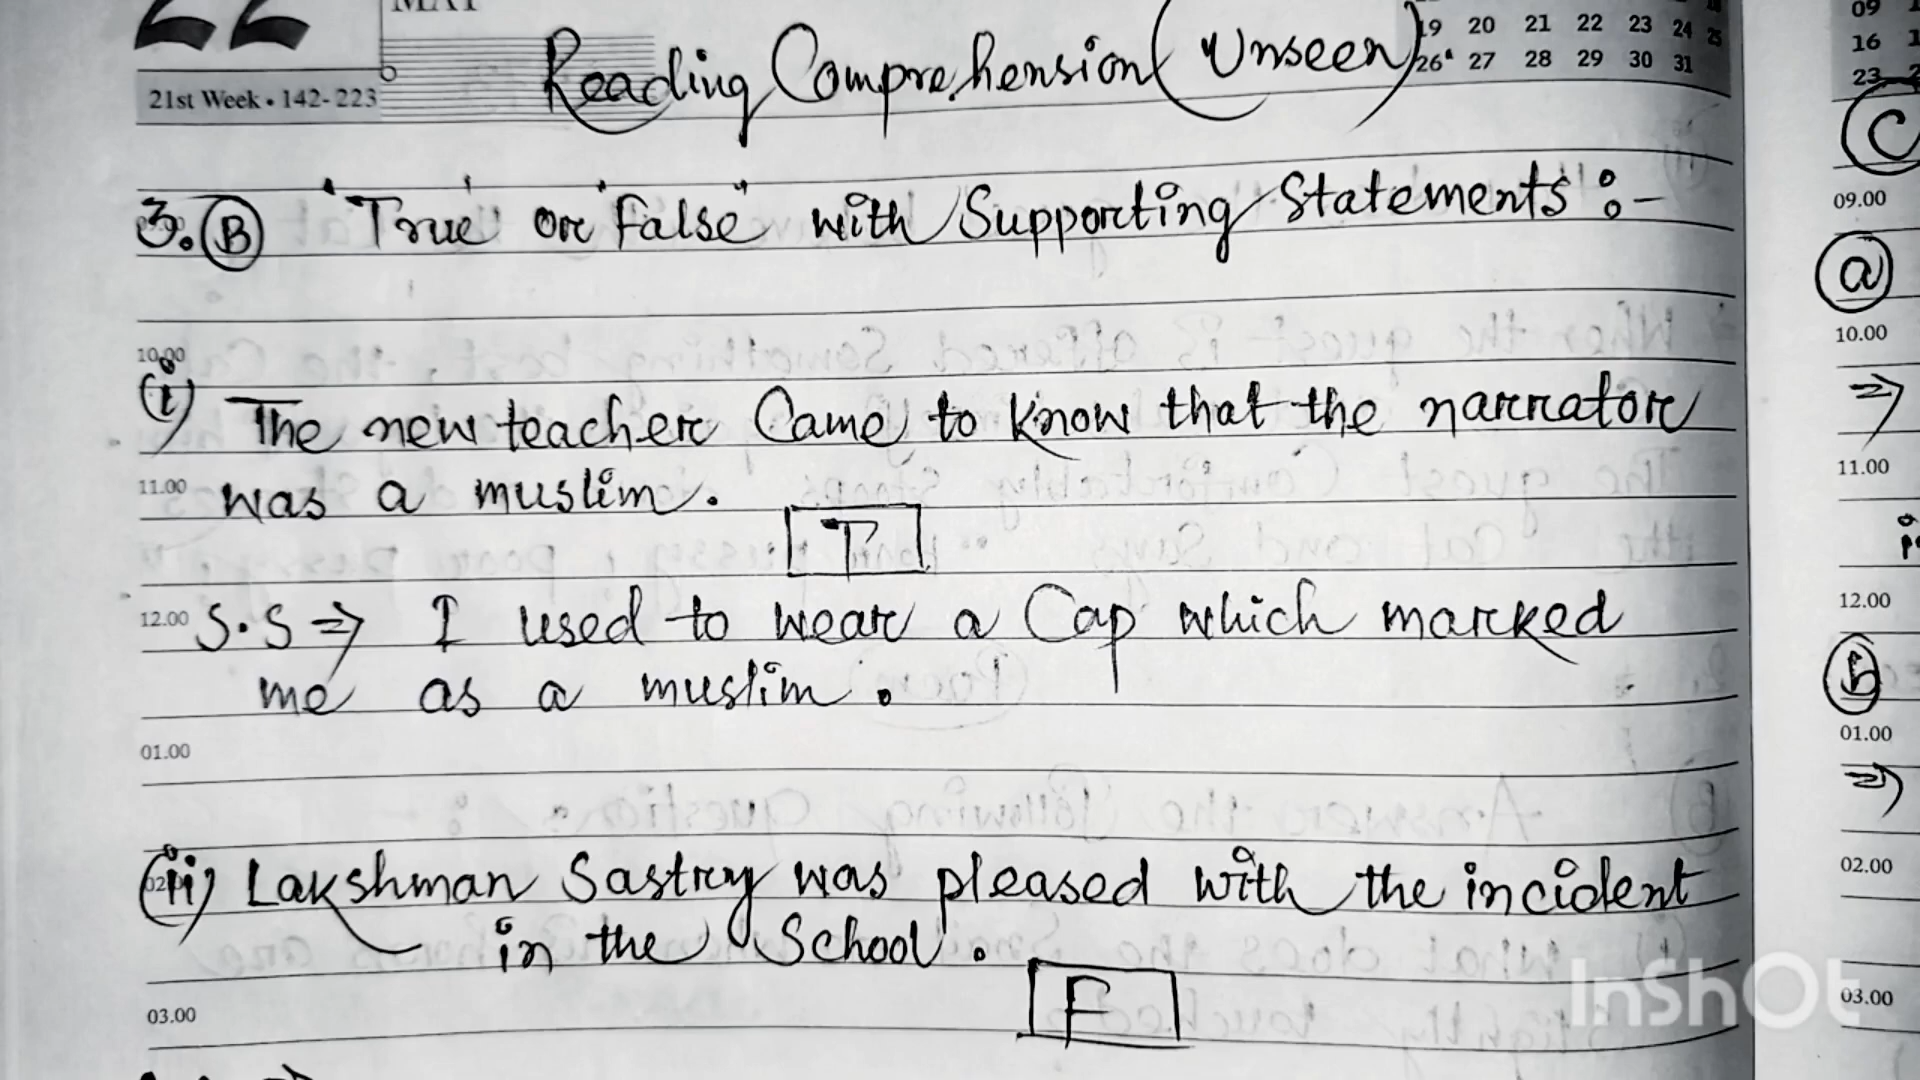 22 MAY
21st Week • 142-223
19 20 21 22 23 24 25
26 27 28 29 30 31
Reading Comprehension (Unseen)
3. (B) "True' or "False" with Supporting Statements :-
10.00
(i) The new teacher Came to know that the narrator
11.00 was a muslim.
T
12.00 S.S ⇒ I used to wear a Cap which marked
me as a muslim.
01.00
(ii) Lakshman Sastry was pleased with the incident
in the School.
F
03.00
09
16
23
C
09.00
a
10.00
⇒
11.00
12.00
b
01.00
⇒
02.00
03.00
InShOt